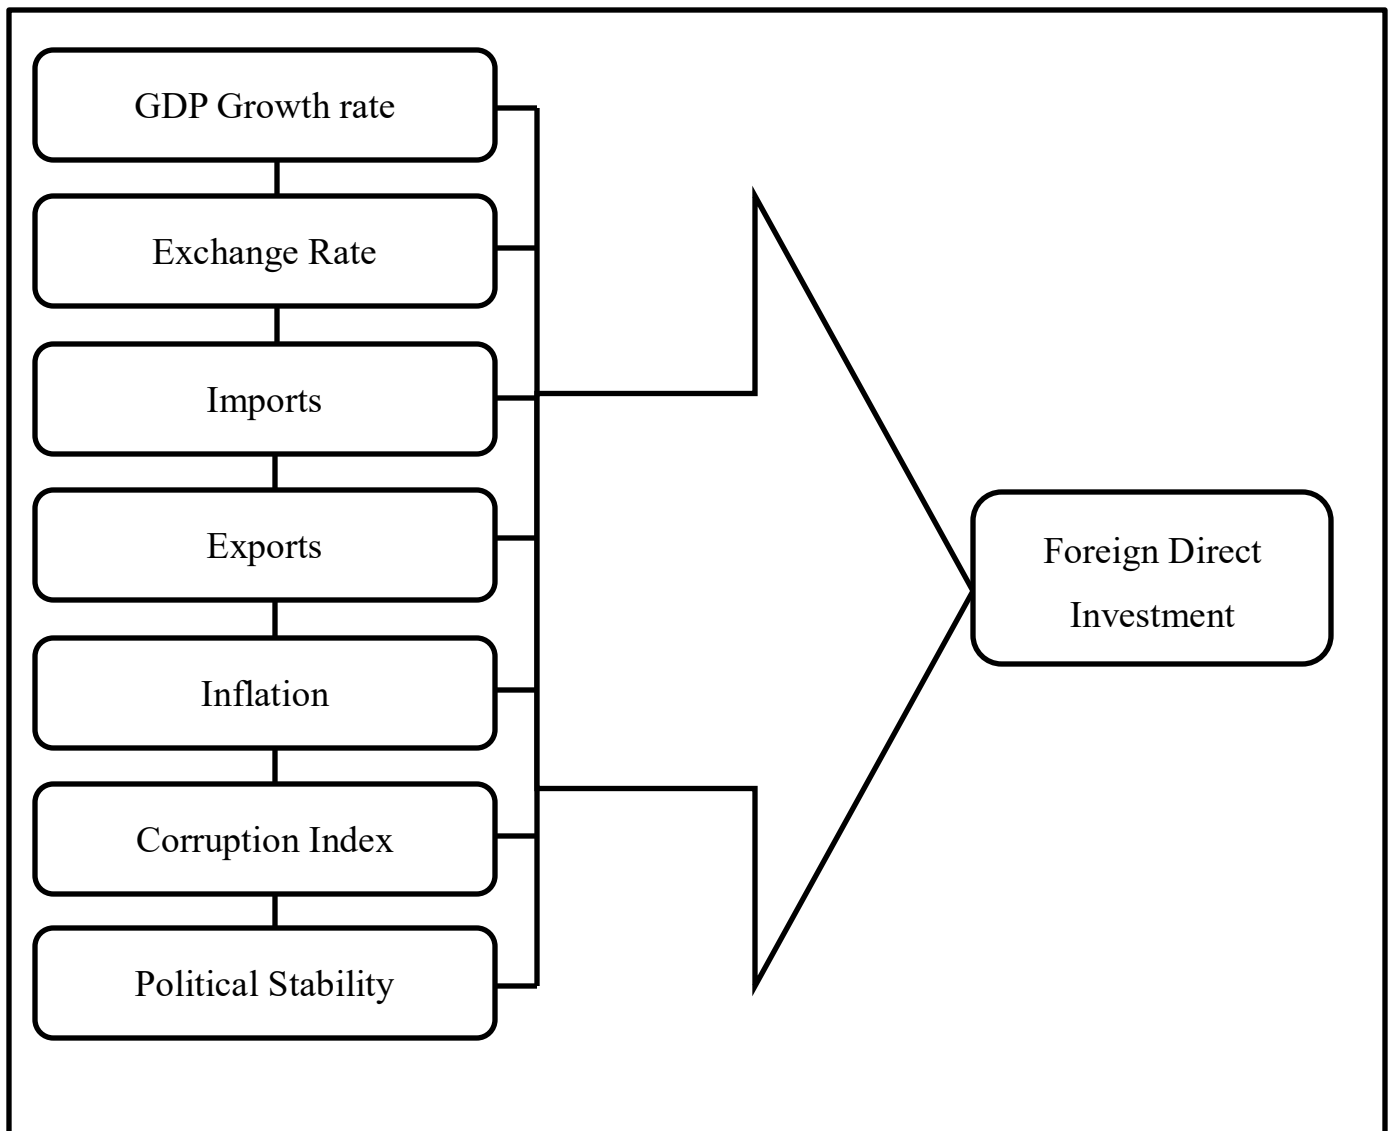 GDP Growth rate
Exchange Rate
Imports
Exports
Inflation
Corruption Index
Political Stability
Foreign Direct
Investment